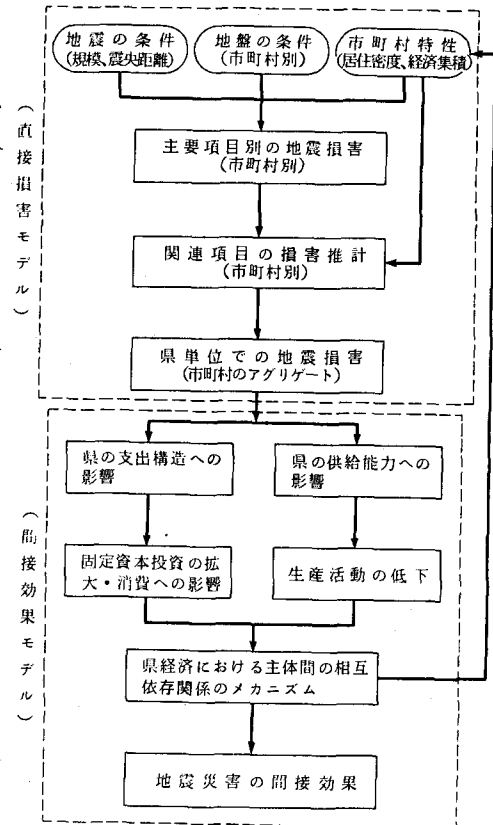 地震の条件
(規模、震央距離)
地盤の条件
(市町村別)
市町村特性
(居住密度、経済集積)
(直接損害モデル)
主要項目別の地震損害
(市町村別)
関連項目の損害推計
(市町村別)
県単位での地震損害
(市町村のアグリゲート)
(間接効果モデル)
県の支出構造への
影響
県の供給能力への
影響
固定資本投資の拡
大・消費への影響
生産活動の低下
県経済における主体間の相互
依存関係のメカニズム
地震災害の間接効果